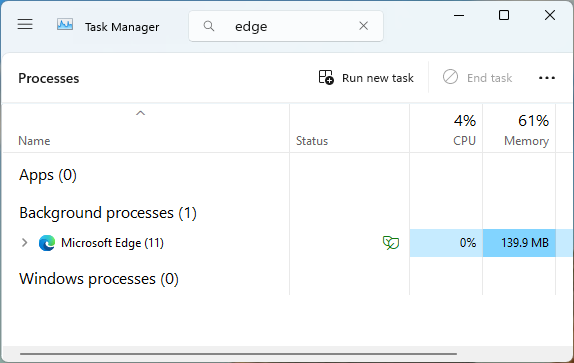 Task Manager
edge
Processes
Run new task
End task
4% 61%
Name Status CPU Memory
Apps (0)
Background processes (1)
Microsoft Edge (11) 0% 139.9 MB
Windows processes (0)